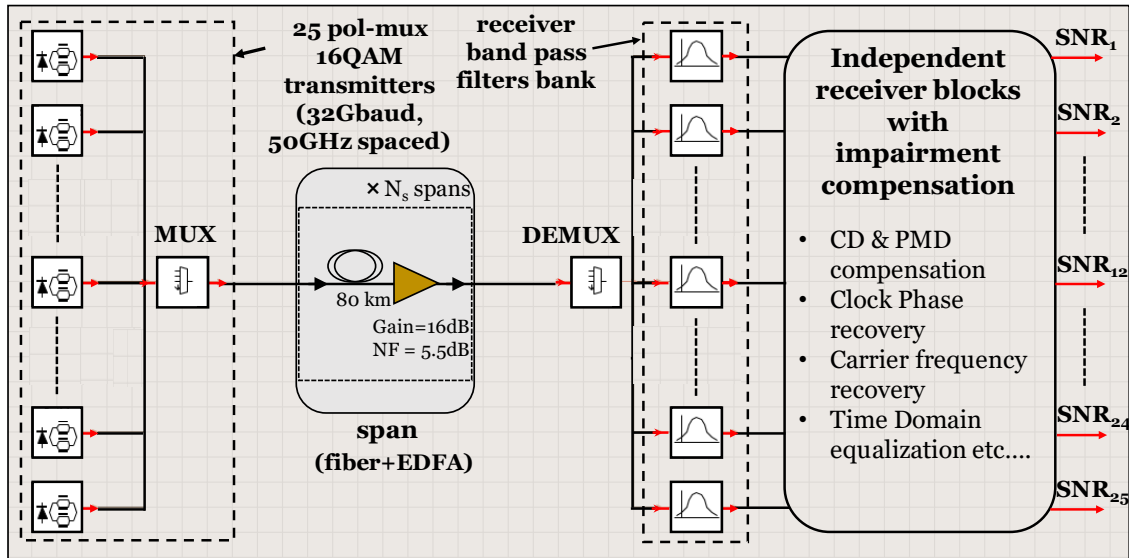 25 pol-mux
16QAM
transmitters
(32Gbaud,
50GHz spaced)
MUX
× Nₛ spans
80 km
Gain=16dB
NF = 5.5dB
span
(fiber+EDFA)
DEMUX
receiver
band pass
filters bank
Independent
receiver blocks
with
impairment
compensation
• CD & PMD
compensation
• Clock Phase
recovery
• Carrier frequency
recovery
• Time Domain
equalization etc....
SNR₁
SNR₂
SNR₁₂
SNR₂₄
SNR₂₅